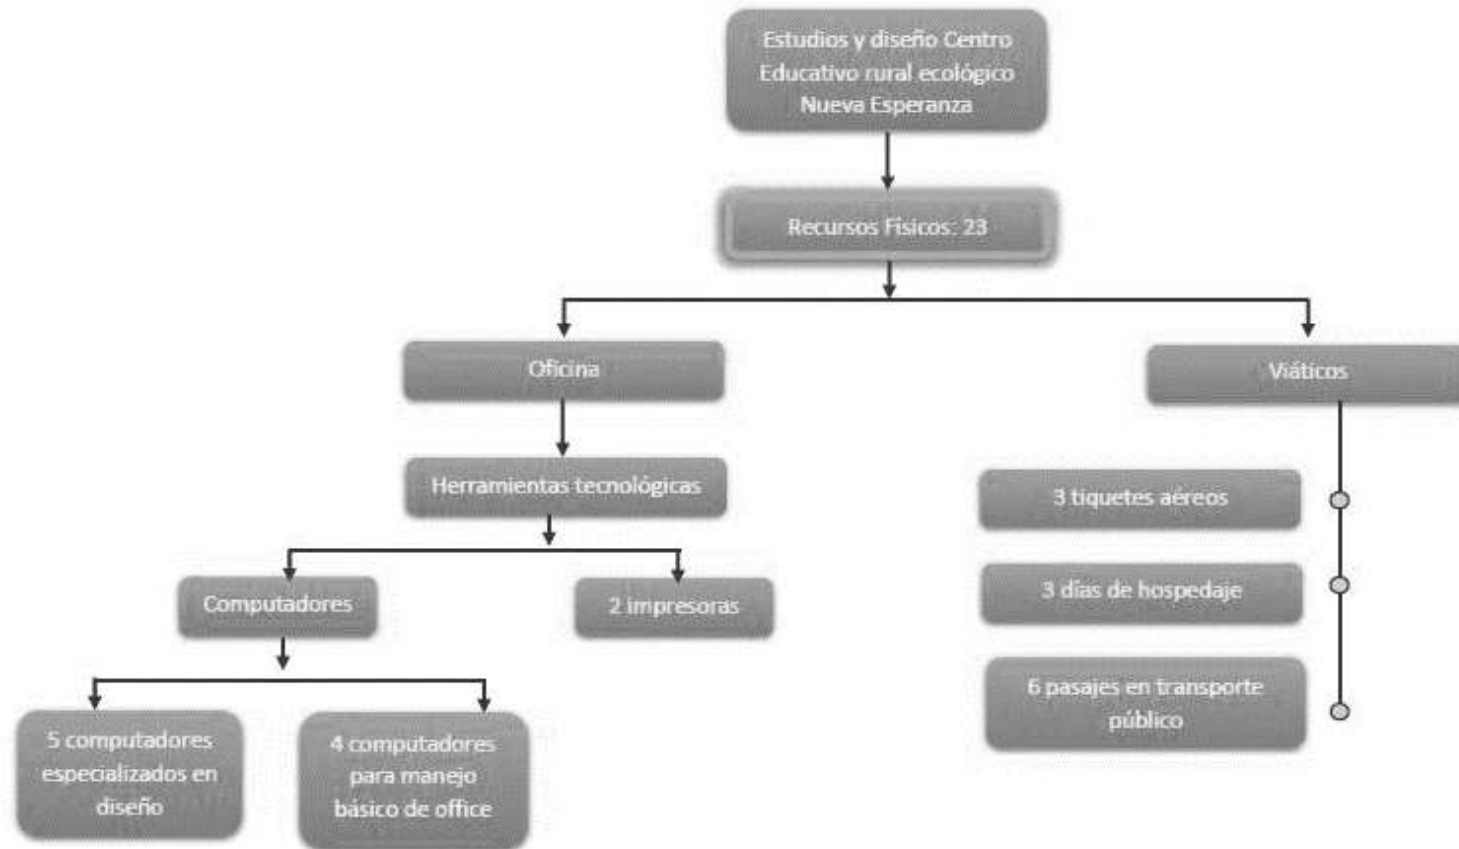 Estudios y diseño Centro
Educativo rural ecológico
Nueva Esperanza
Recursos Físicos: 23
Oficina
Viáticos
Herramientas tecnológicas
3 tiquetes aéreos
Computadores
2 impresoras
3 días de hospedaje
6 pasajes en transporte
público
5 computadores
especializados en
diseño
4 computadores
para manejo
básico de office